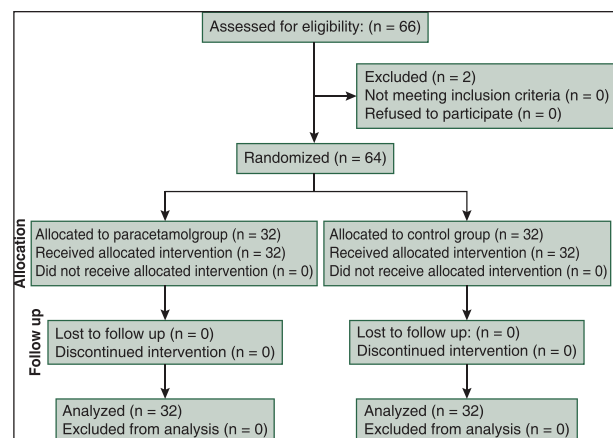 Assessed for eligibility: (n = 66)
Excluded (n = 2)
Not meeting inclusion criteria (n = 0)
Refused to participate (n = 0)
Randomized (n = 64)
Allocation
Allocated to paracetamolgroup (n = 32)
Received allocated intervention (n = 32)
Did not receive allocated intervention (n = 0)
Allocated to control group (n = 32)
Received allocated intervention (n = 32)
Did not receive allocated intervention (n = 0)
Follow up
Lost to follow up (n = 0)
Discontinued intervention (n = 0)
Lost to follow up: (n = 0)
Discontinued intervention (n = 0)
Analyzed (n = 32)
Excluded from analysis (n = 0)
Analyzed (n = 32)
Excluded from analysis (n = 0)